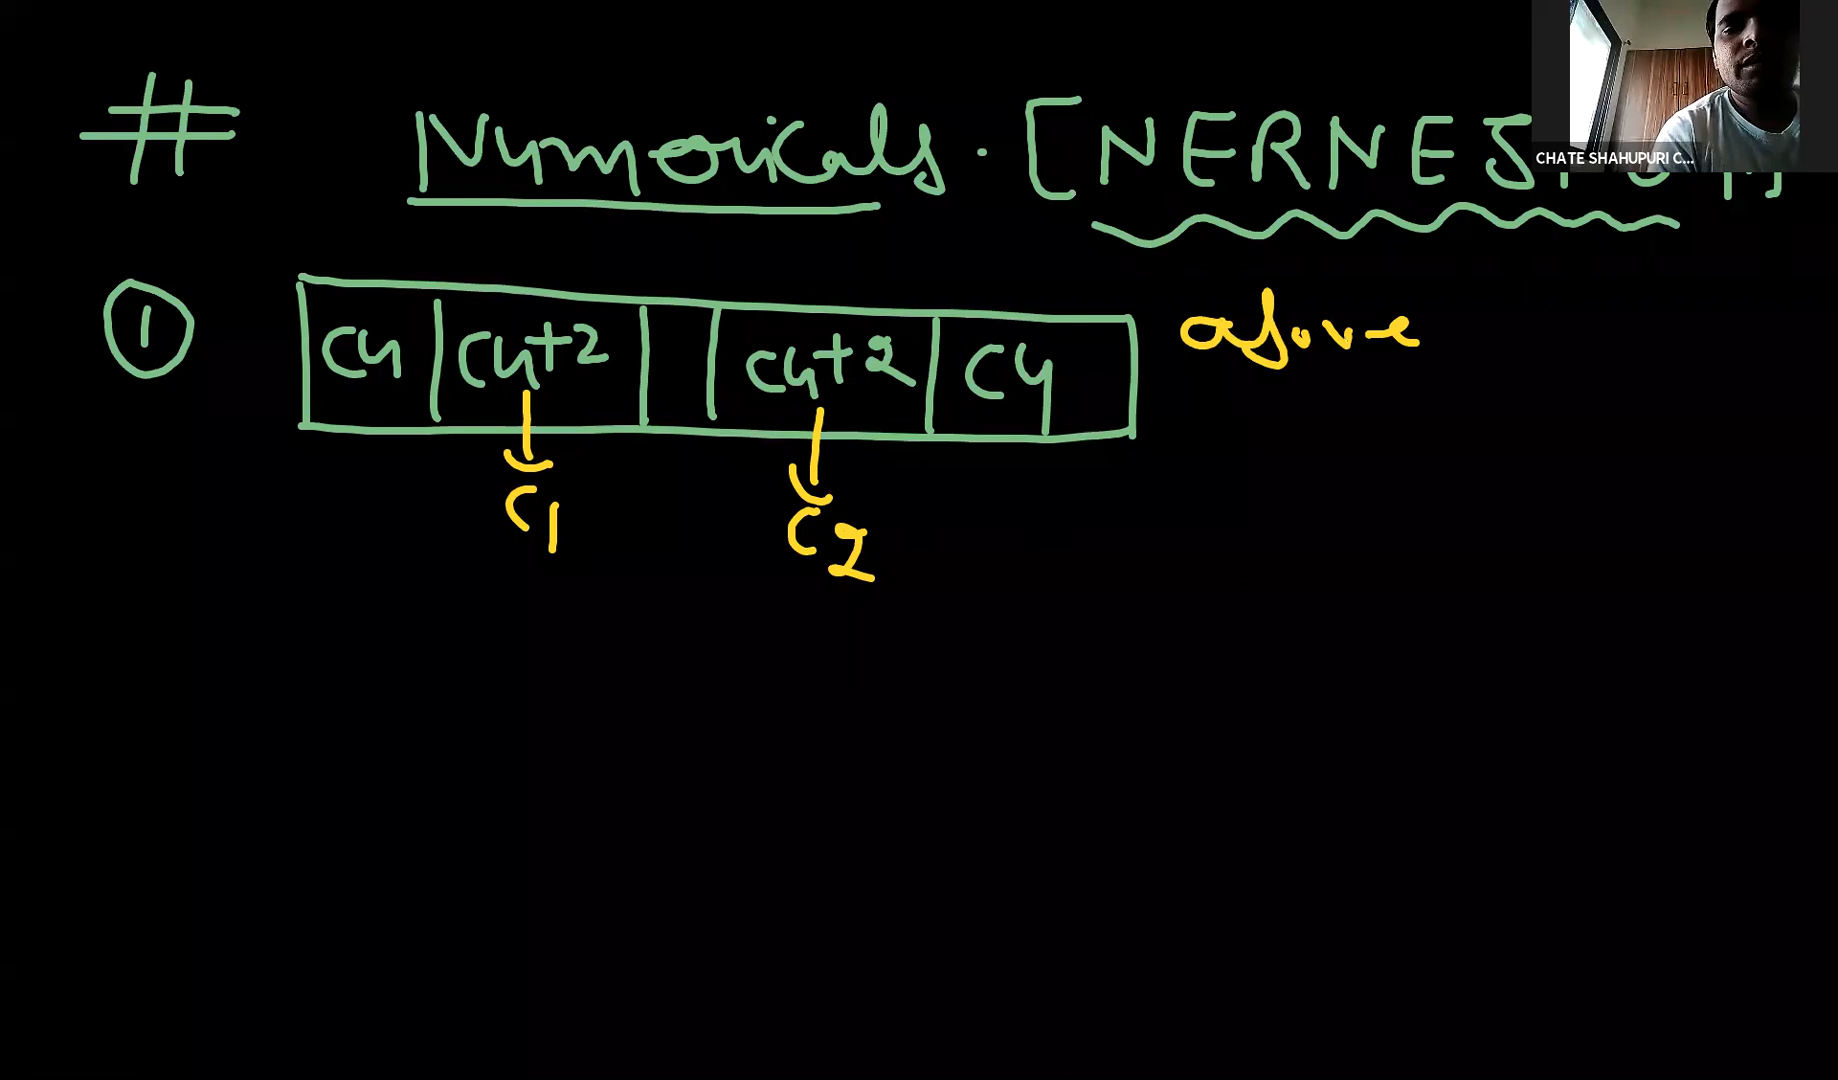 # Numericals. [NERNEST
CHATE SHAHUPURI C...
① Cu | Cu+2 | | Cu+2 | Cu above
C1 C2